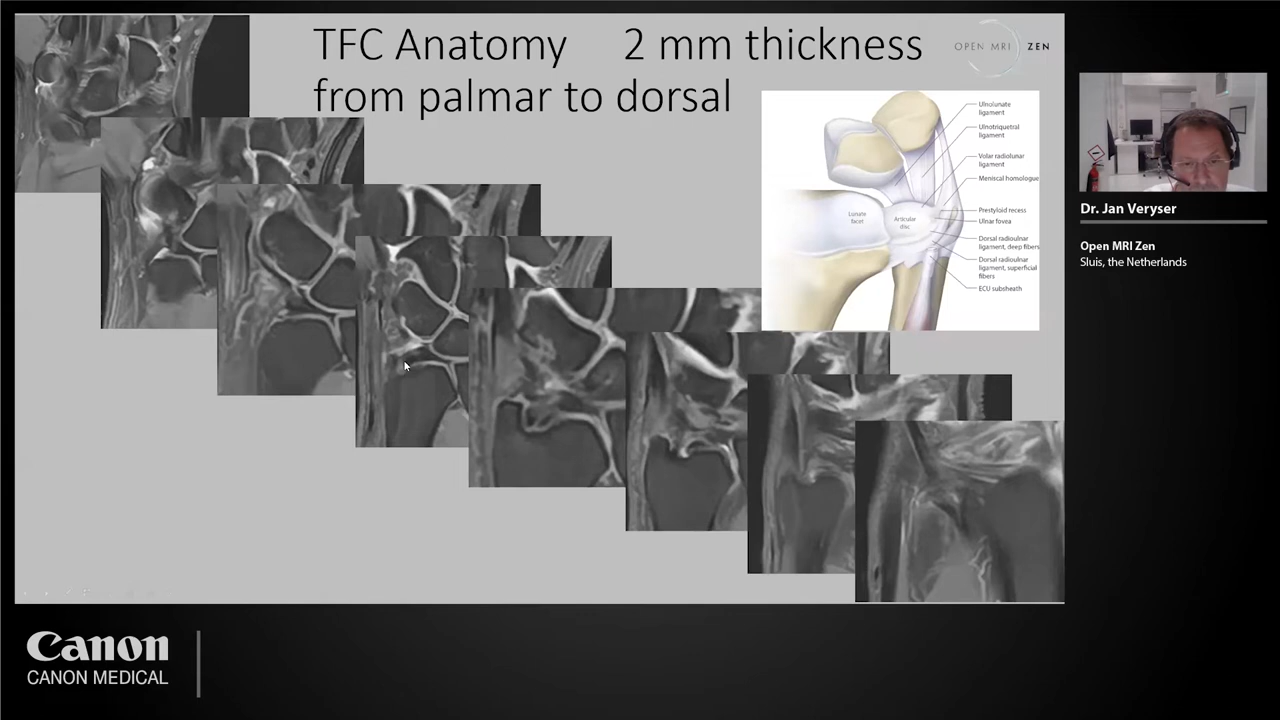 TFC Anatomy 2 mm thickness
from palmar to dorsal
OPEN MRI ZEN
Ulnolunate
ligament
Ulnotriquetral
ligament
Volar radiolunar
ligament
Meniscal homologue
Prestyloid recess
Ulnar fovea
Dorsal radioulnar
ligament, deep fibers
Dorsal radioulnar
ligament, superficial
fibers
ECU subsheath
Lunate
facet
Articular
disc
Dr. Jan Veryser
Open MRI Zen
Sluis, the Netherlands
Canon
CANON MEDICAL